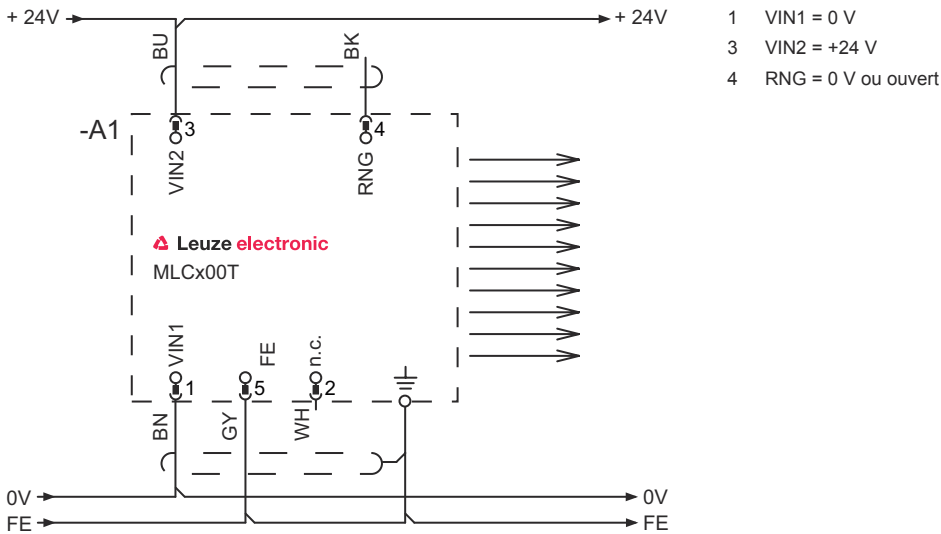 + 24V
+ 24V
1 VIN1 = 0 V
3 VIN2 = +24 V
4 RNG = 0 V ou ouvert
BU
BK
-A1
3
4
VIN2
RNG
Leuze electronic
MLCx00T
VIN1
FE
n.c.
1
5
2
BN
GY
WH
0V
0V
FE
FE